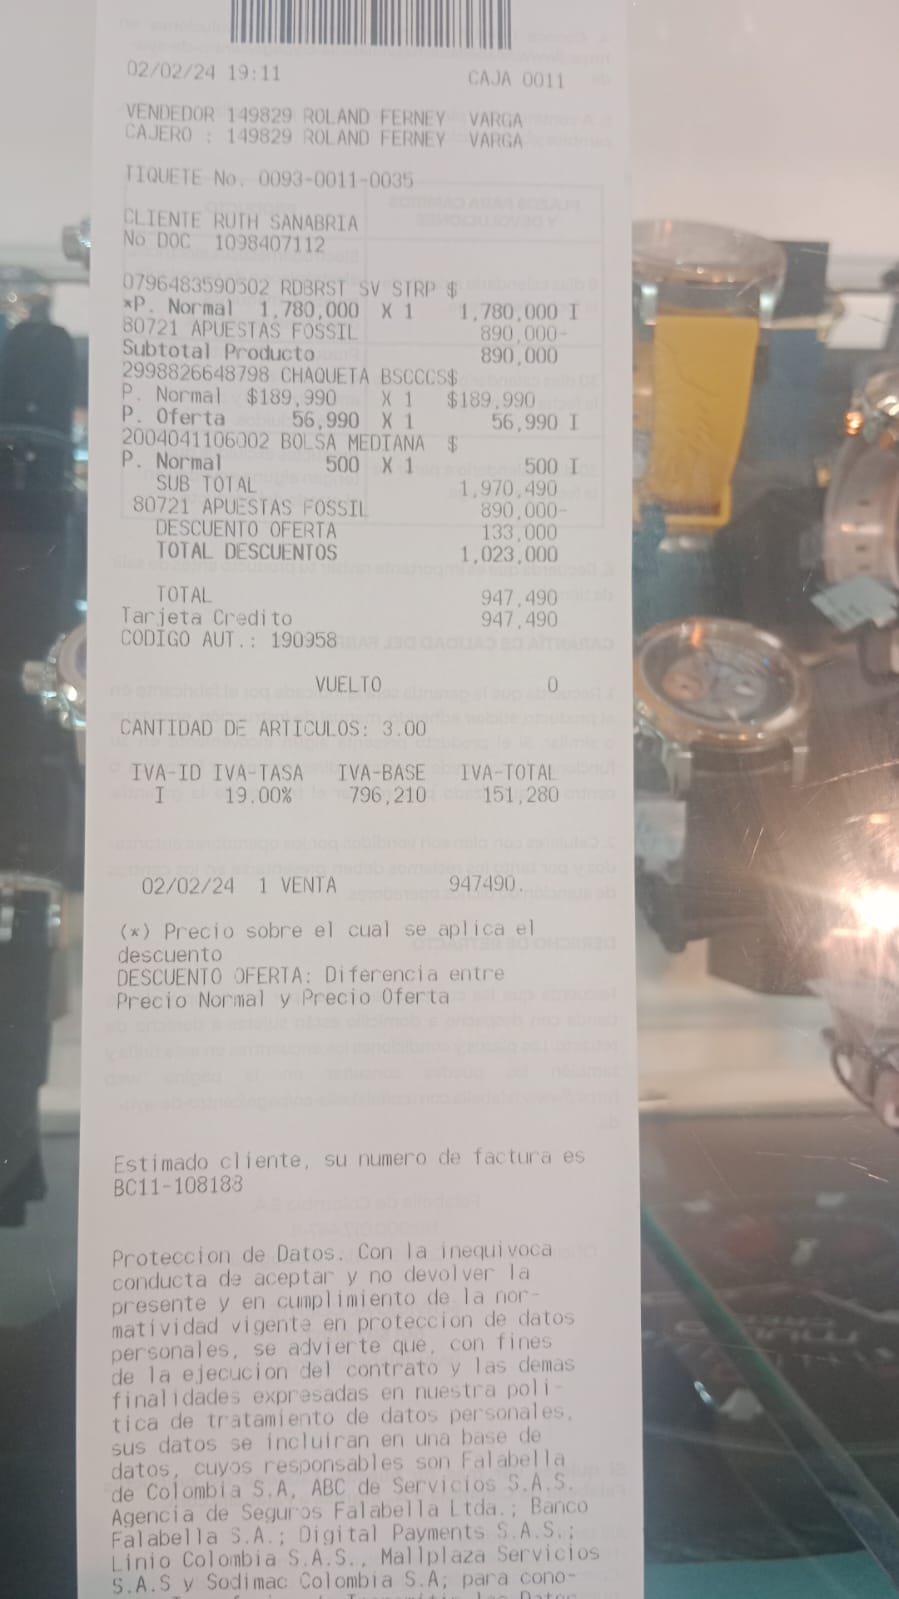 02/02/24 19:11 CAJA 0011
VENDEDOR 149829 ROLAND FERNEY VARGA
CAJERO : 149829 ROLAND FERNEY VARGA
TIQUETE No. 0093-0011-0035
CLIENTE RUTH SANABRIA
No DOC 1098407112
0796483590502 RDBRST SV STRP $
*P. Normal 1,780,000 X 1 1,780,000 I
80721 APUESTAS FOSSIL 890,000-
Subtotal Producto 890,000
2998826648798 CHAQUETA BSCCCS$
P. Normal $189,990 X 1 $189,990
P. Oferta 56,990 X 1 56,990 I
2004041106002 BOLSA MEDIANA $
P. Normal 500 X 1 500 I
SUB TOTAL 1,970,490
80721 APUESTAS FOSSIL 890,000-
DESCUENTO OFERTA 133,000
TOTAL DESCUENTOS 1,023,000
TOTAL 947,490
Tarjeta Credito 947,490
CODIGO AUT.: 190958
VUELTO 0
CANTIDAD DE ARTICULOS: 3.00
IVA-ID IVA-TASA IVA-BASE IVA-TOTAL
I 19.00% 796,210 151,280
02/02/24 1 VENTA 947490.
(*) Precio sobre el cual se aplica el
descuento
DESCUENTO OFERTA: Diferencia entre
Precio Normal y Precio Oferta
Estimado cliente, su numero de factura es
BC11-108183
Proteccion de Datos. Con la inequivoca
conducta de aceptar y no devolver la
presente y en cumplimiento de la nor-
matividad vigente en proteccion de datos
personales, se advierte que, con fines
de la ejecucion del contrato y las demas
finalidades expresadas en nuestra poli-
tica de tratamiento de datos personales,
sus datos se incluiran en una base de
datos, cuyos responsables son Falabella
de Colombia S.A, ABC de Servicios S.A.S.
Agencia de Seguros Falabella Ltda.; Banco
Falabella S.A.; Digital Payments S.A.S.;
Linio Colombia S.A.S., Mallplaza Servicios
S.A.S y Sodimac Colombia S.A; para cono-